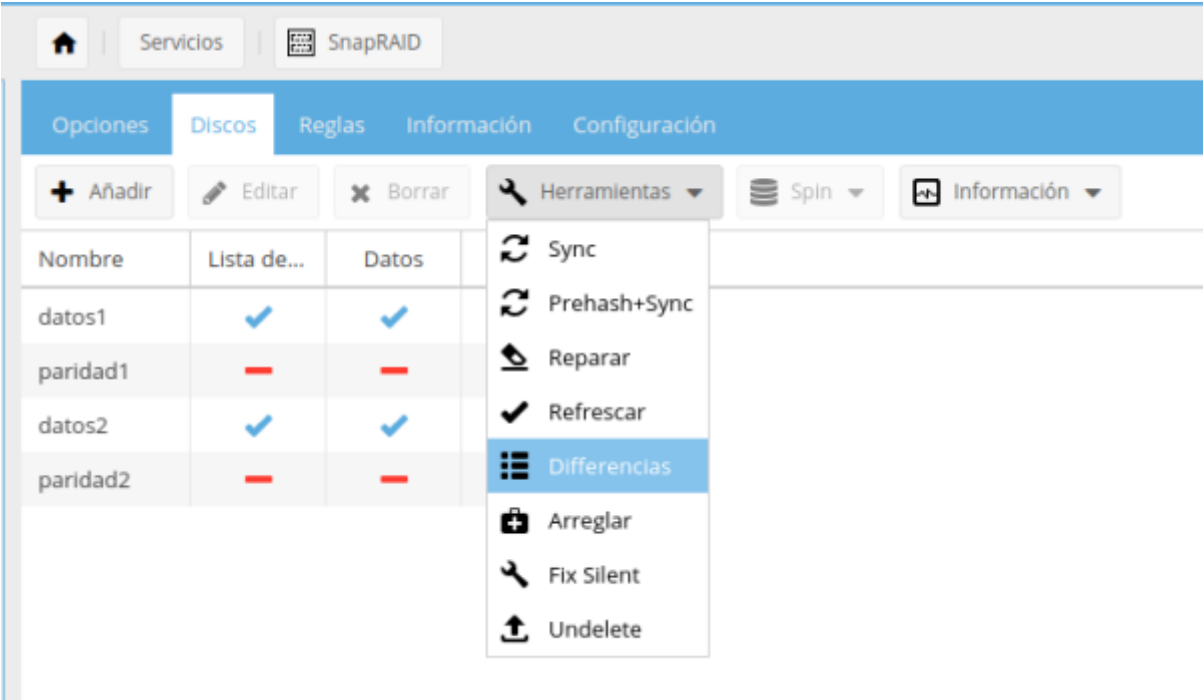 Servicios SnapRAID
Opciones Discos Reglas Información Configuración
Añadir Editar Borrar Herramientas Spin Información
Nombre Lista de... Datos
datos1
paridad1
datos2
paridad2
Sync
Prehash+Sync
Reparar
Refrescar
Differencias
Arreglar
Fix Silent
Undelete